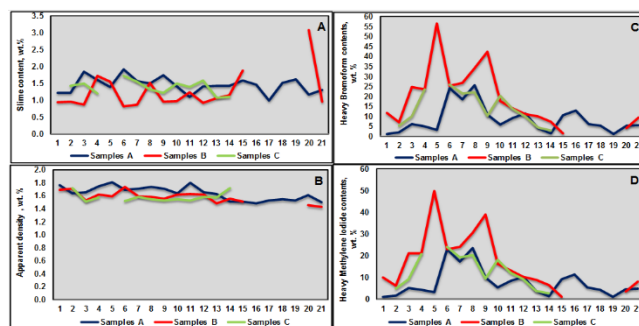 A
Slime content, wt.%
3.5
3.0
2.5
2.0
1.5
1.0
0.5
0.0
1 2 3 4 5 6 7 8 9 10 11 12 13 14 15 16 17 18 19 20 21
Samples A Samples B Samples C
B
Apparent density - wt. %
2.0
1.8
1.6
1.4
1.2
1.0
0.8
0.6
0.4
0.2
0.0
1 2 3 4 5 6 7 8 9 10 11 12 13 14 15 16 17 18 19 20 21
Samples A Samples B Samples C
C
Heavy Bromoform contents,
wt. %
60
55
50
45
40
35
30
25
20
15
10
5
0
1 2 3 4 5 6 7 8 9 10 11 12 13 14 15 16 17 18 19 20 21
Samples A Samples B Samples C
D
Heavy Methylene Iodide contents,
wt. %
60
50
40
30
20
10
0
1 2 3 4 5 6 7 8 9 10 11 12 13 14 15 16 17 18 19 20 21
Samples A Samples B Samples C